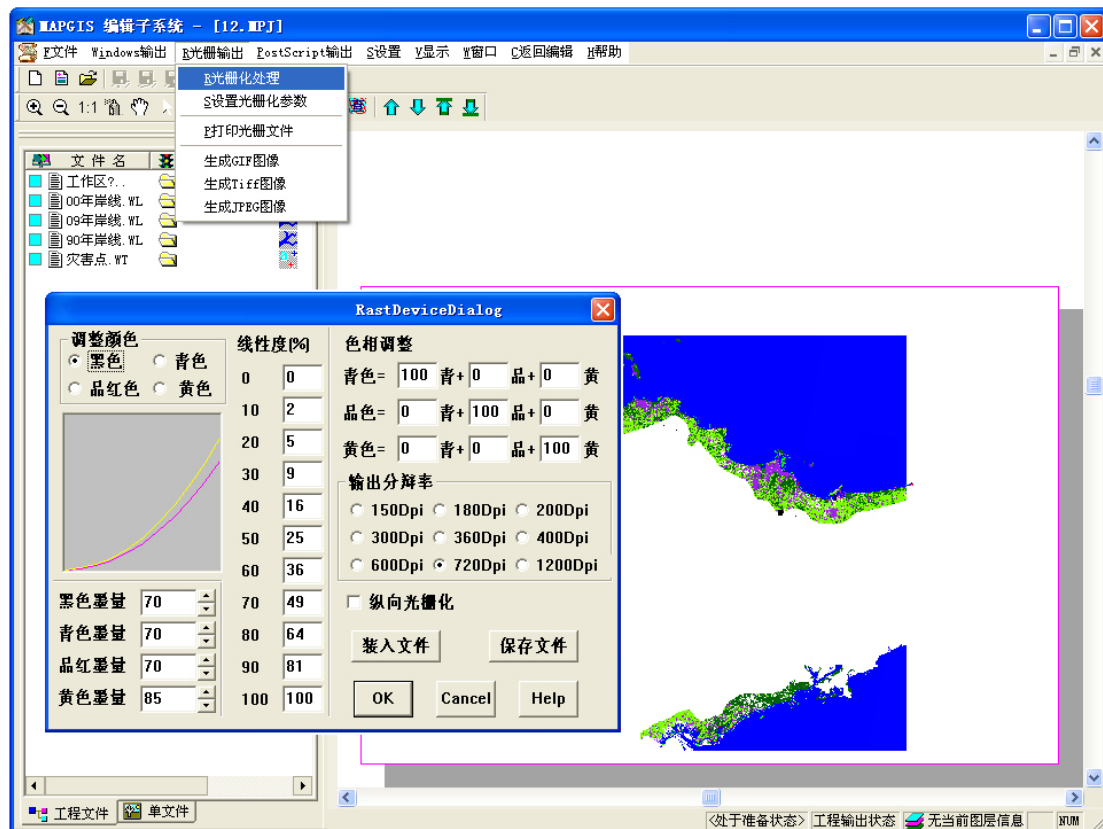 MAPGIS 编辑子系统 - [12.MPJ]
F文件 Windows输出 R光栅输出 PostScript输出 S设置 V显示 W窗口 C返回编辑 H帮助
R光栅化处理
S设置光栅化参数
P打印光栅文件
生成GIF图像
生成Tiff图像
生成JPEG图像
1:1
文件名
工作区?..
00年岸线.WL
09年岸线.WL
90年岸线.WL
灾害点.WT
RastDeviceDialog
调整颜色
黑色 青色
品红色 黄色
线性度(%)
0 0
10 2
20 5
30 9
40 16
50 25
60 36
70 49
80 64
90 81
100 100
黑色墨量 70
青色墨量 70
品红墨量 70
黄色墨量 85
色相调整
青色= 100 青+ 0 品+ 0 黄
品色= 0 青+ 100 品+ 0 黄
黄色= 0 青+ 0 品+ 100 黄
输出分辩率
150Dpi 180Dpi 200Dpi
300Dpi 360Dpi 400Dpi
600Dpi 720Dpi 1200Dpi
纵向光栅化
装入文件 保存文件
OK Cancel Help
工程文件 单文件
<处于准备状态> 工程输出状态 无当前图层信息 NUM